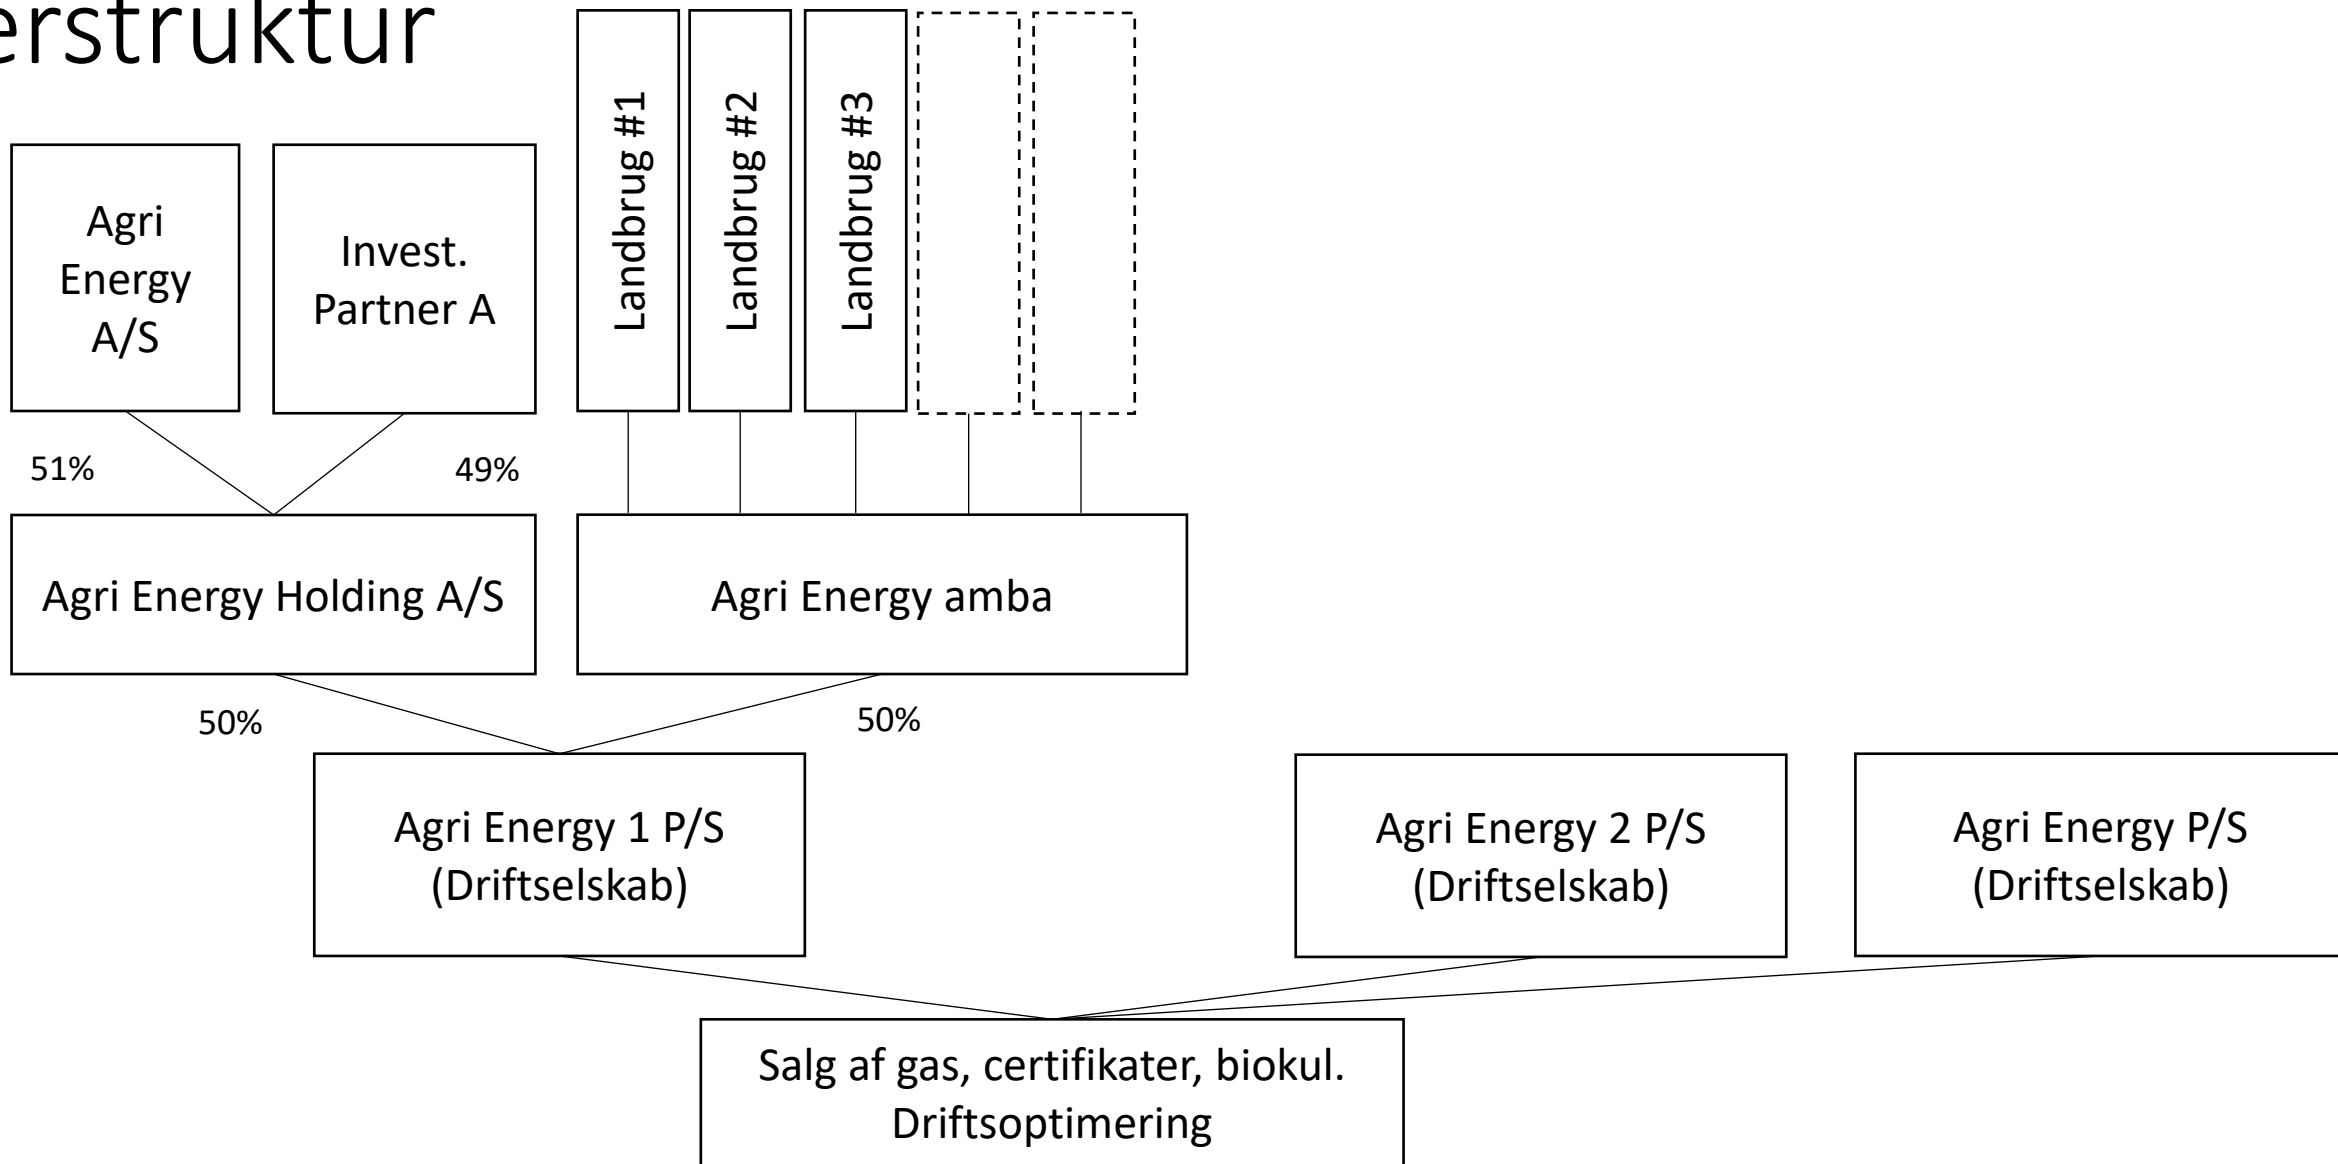 erstruktur
Landbrug #1
Landbrug #2
Landbrug #3
Agri
Energy
A/S
Invest.
Partner A
51%
49%
Agri Energy Holding A/S
Agri Energy amba
50%
50%
Agri Energy 1 P/S
(Driftselskab)
Agri Energy 2 P/S
(Driftselskab)
Agri Energy P/S
(Driftselskab)
Salg af gas, certifikater, biokul.
Driftsoptimering